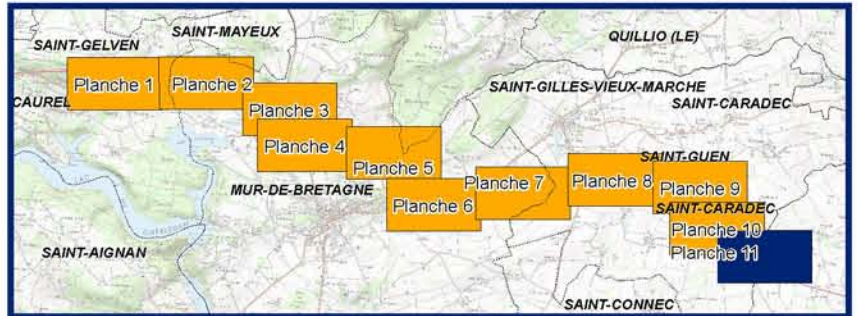 SAINT-MAYEUX
QUILLIO (LE)
SAINT-GELVEN
Planche 1
Planche 2
SAINT-GILLES-VIEUX-MARCHE
CAUREL
Planche 3
SAINT-CARADEC
Planche 4
SAINT-GUEN
Planche 5
MUR-DE-BRETAGNE
Planche 7
Planche 8
Planche 9
Planche 6
SAINT-CARADEC
Planche 10
SAINT-AIGNAN
Planche 11
SAINT-CONNEC